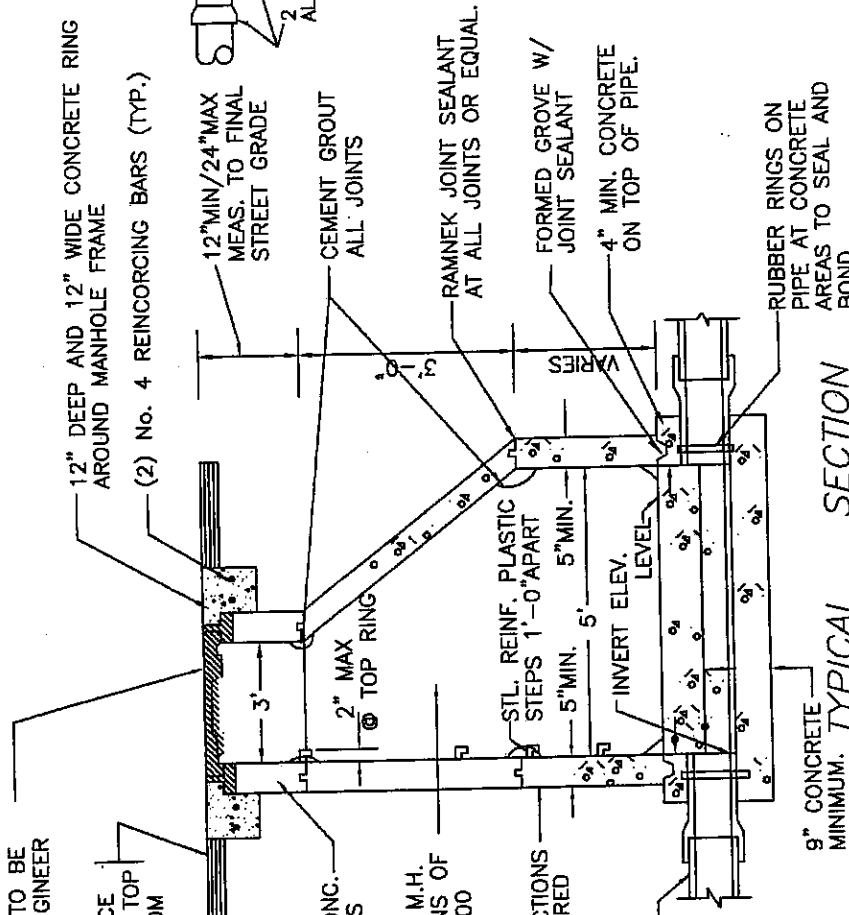 12" DEEP AND 12" WIDE CONCRETE RING
AROUND MANHOLE FRAME
(2) No. 4 REINCORCING BARS (TYP.)
2
AL
12"MIN/24"MAX
MEAS. TO FINAL
STREET GRADE
CEMENT GROUT
ALL JOINTS
RAMNEK JOINT SEALANT
AT ALL JOINTS OR EQUAL.
FORMED GROVE W/
JOINT SEALANT
4" MIN. CONCRETE
ON TOP OF PIPE.
RUBBER RINGS ON
PIPE AT CONCRETE
AREAS TO SEAL AND
BOND
3'-0"
VARIES
3'
2" MAX
@ TOP RING
STL. REINF. PLASTIC
STEPS 1'-0"APART
5"MIN.
5"MIN.
5'
INVERT ELEV.
LEVEL
TO BE
GINEER
CE
TOP
OM
NC.
S
M.H.
NS OF
00
CTIONS
RED
9" CONCRETE
MINIMUM.
TYPICAL SECTION